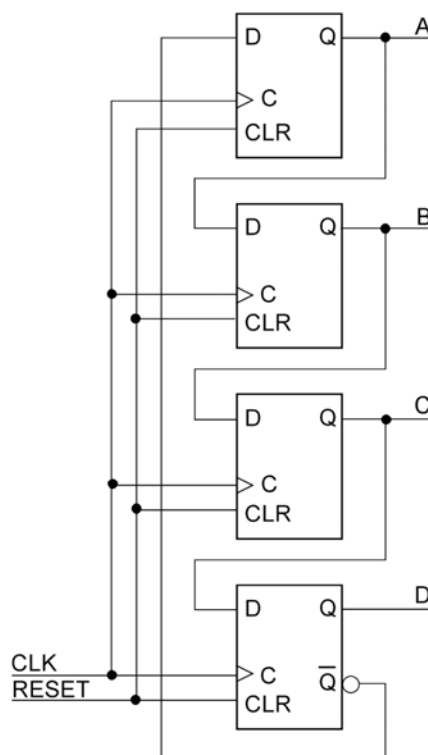 D Q A
C
CLR
D Q B
C
CLR
D Q C
C
CLR
D Q D
CLK C Q̅
RESET CLR